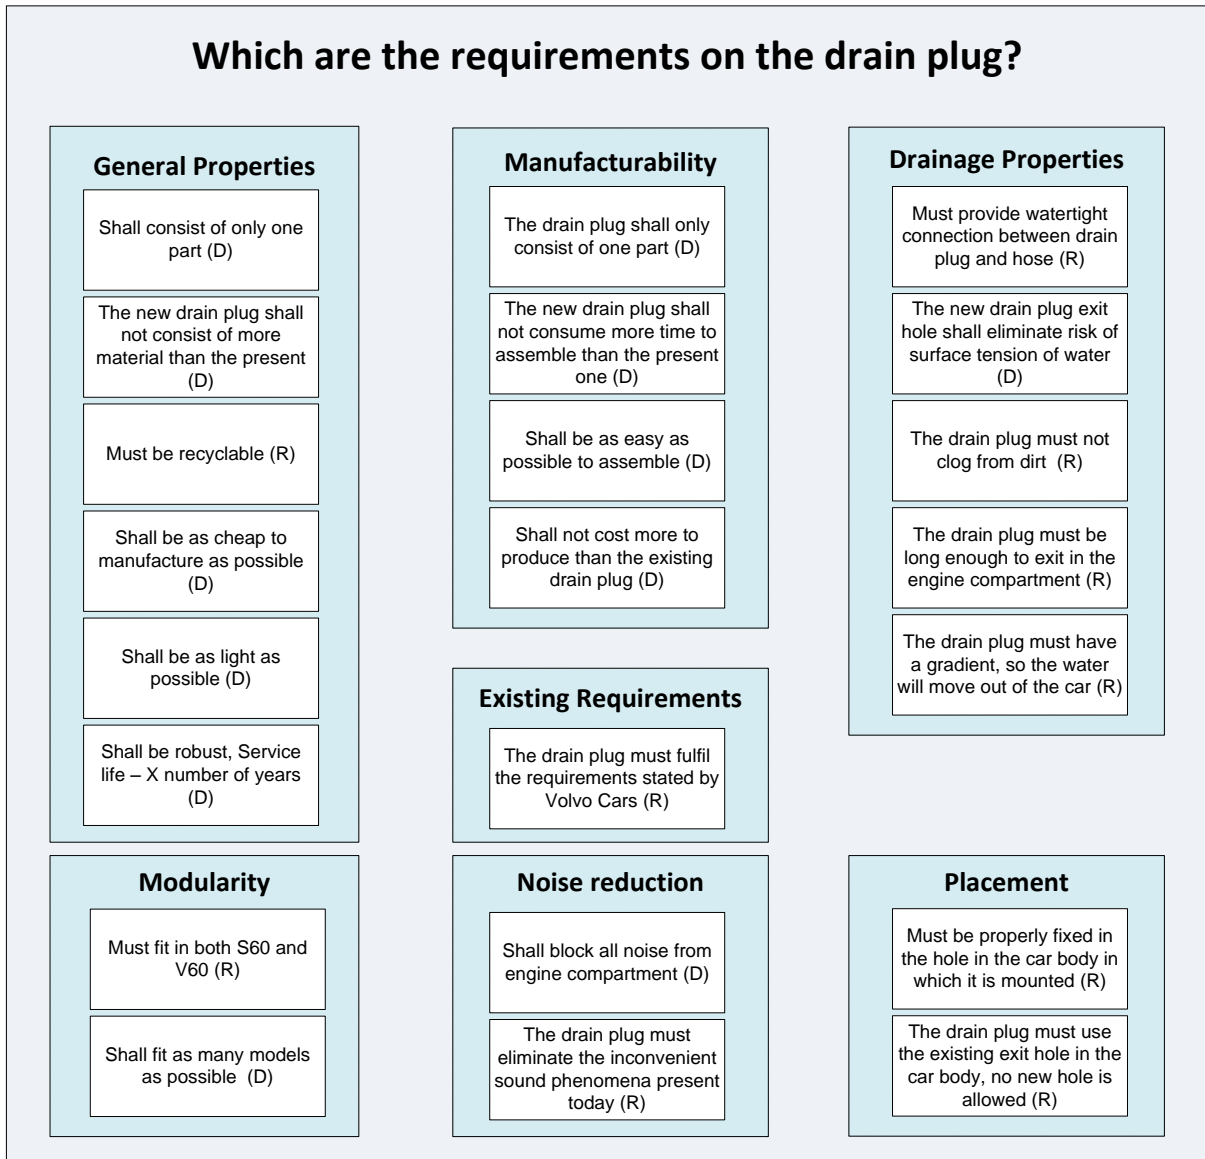 Which are the requirements on the drain plug?
General Properties
Shall consist of only one
part (D)
The new drain plug shall
not consist of more
material than the present
(D)
Must be recyclable (R)
Shall be as cheap to
manufacture as possible
(D)
Shall be as light as
possible (D)
Shall be robust, Service
life – X number of years
(D)
Manufacturability
The drain plug shall only
consist of one part (D)
The new drain plug shall
not consume more time to
assemble than the present
one (D)
Shall be as easy as
possible to assemble (D)
Shall not cost more to
produce than the existing
drain plug (D)
Existing Requirements
The drain plug must fulfil
the requirements stated by
Volvo Cars (R)
Drainage Properties
Must provide watertight
connection between drain
plug and hose (R)
The new drain plug exit
hole shall eliminate risk of
surface tension of water
(D)
The drain plug must not
clog from dirt  (R)
The drain plug must be
long enough to exit in the
engine compartment (R)
The drain plug must have
a gradient, so the water
will move out of the car (R)
Modularity
Must fit in both S60 and
V60 (R)
Shall fit as many models
as possible  (D)
Noise reduction
Shall block all noise from
engine compartment (D)
The drain plug must
eliminate the inconvenient
sound phenomena present
today (R)
Placement
Must be properly fixed in
the hole in the car body in
which it is mounted (R)
The drain plug must use
the existing exit hole in the
car body, no new hole is
allowed (R)